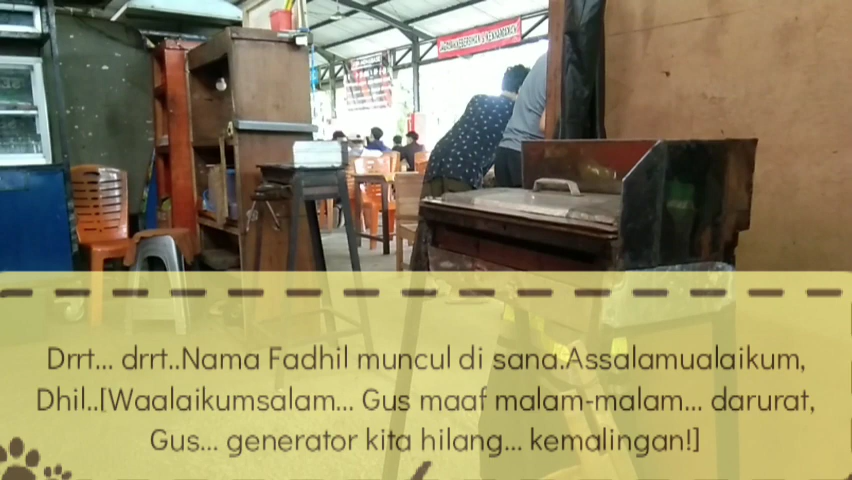 Drrt... drrt..Nama Fadhil muncul di sana.Assalamualaikum,
Dhil..[Waalaikumsalam... Gus maaf malam-malam... darurat,
Gus... generator kita hilang... kemalingan!]